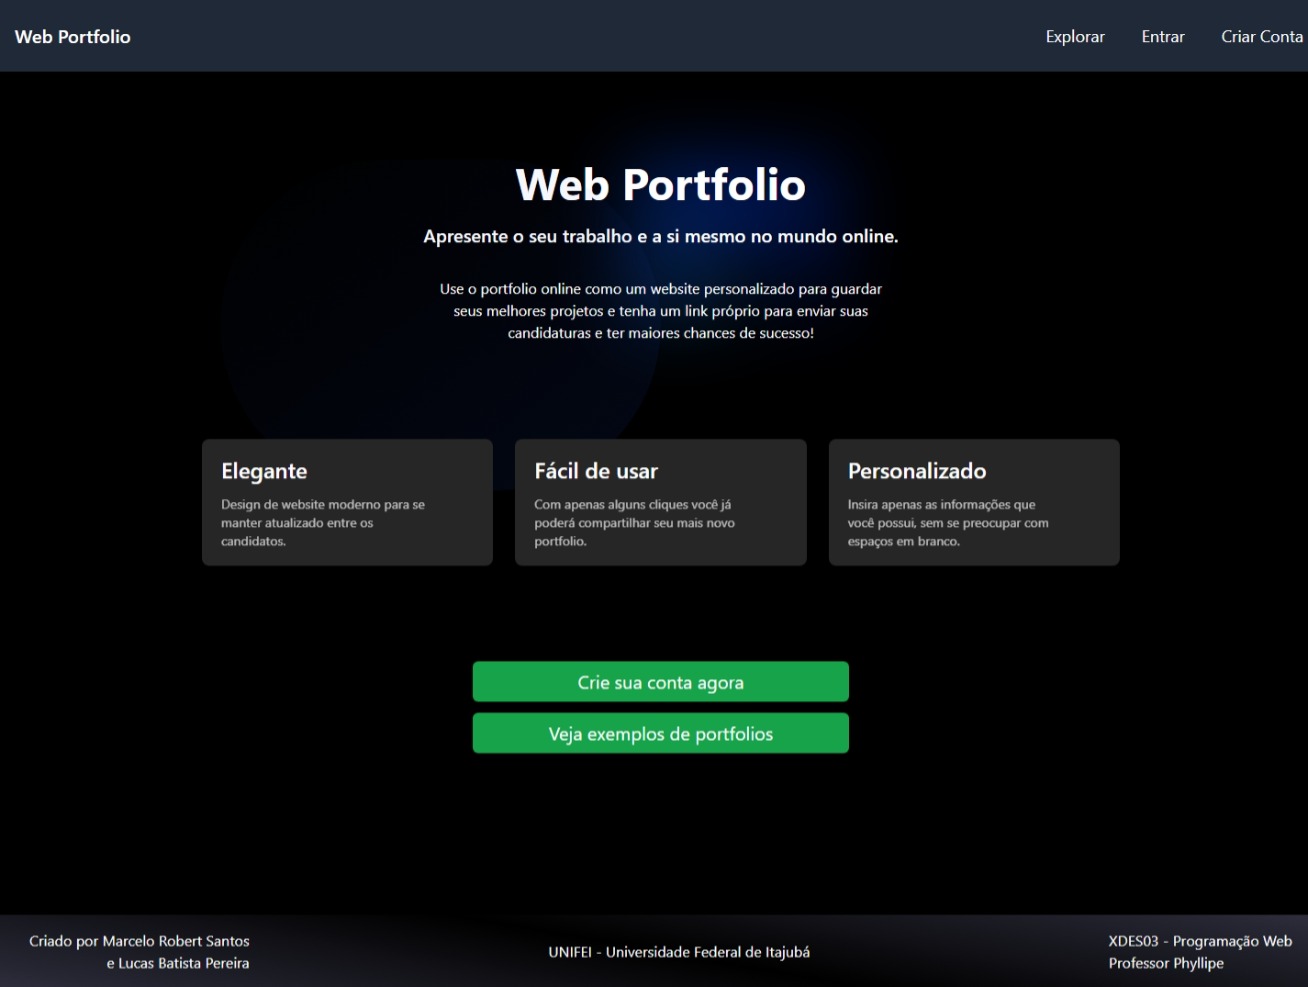 Web Portfolio
Explorar
Entrar
Criar Conta
Web Portfolio
Apresente o seu trabalho e a si mesmo no mundo online.
Use o portfolio online como um website personalizado para guardar
seus melhores projetos e tenha um link próprio para enviar suas
candidaturas e ter maiores chances de sucesso!
Elegante
Design de website moderno para se
manter atualizado entre os
candidatos.
Fácil de usar
Com apenas alguns cliques você já
poderá compartilhar seu mais novo
portfolio.
Personalizado
Insira apenas as informações que
você possui, sem se preocupar com
espaços em branco.
Crie sua conta agora
Veja exemplos de portfolios
Criado por Marcelo Robert Santos
e Lucas Batista Pereira
UNIFEI - Universidade Federal de Itajubá
XDES03 - Programação Web
Professor Phyllipe